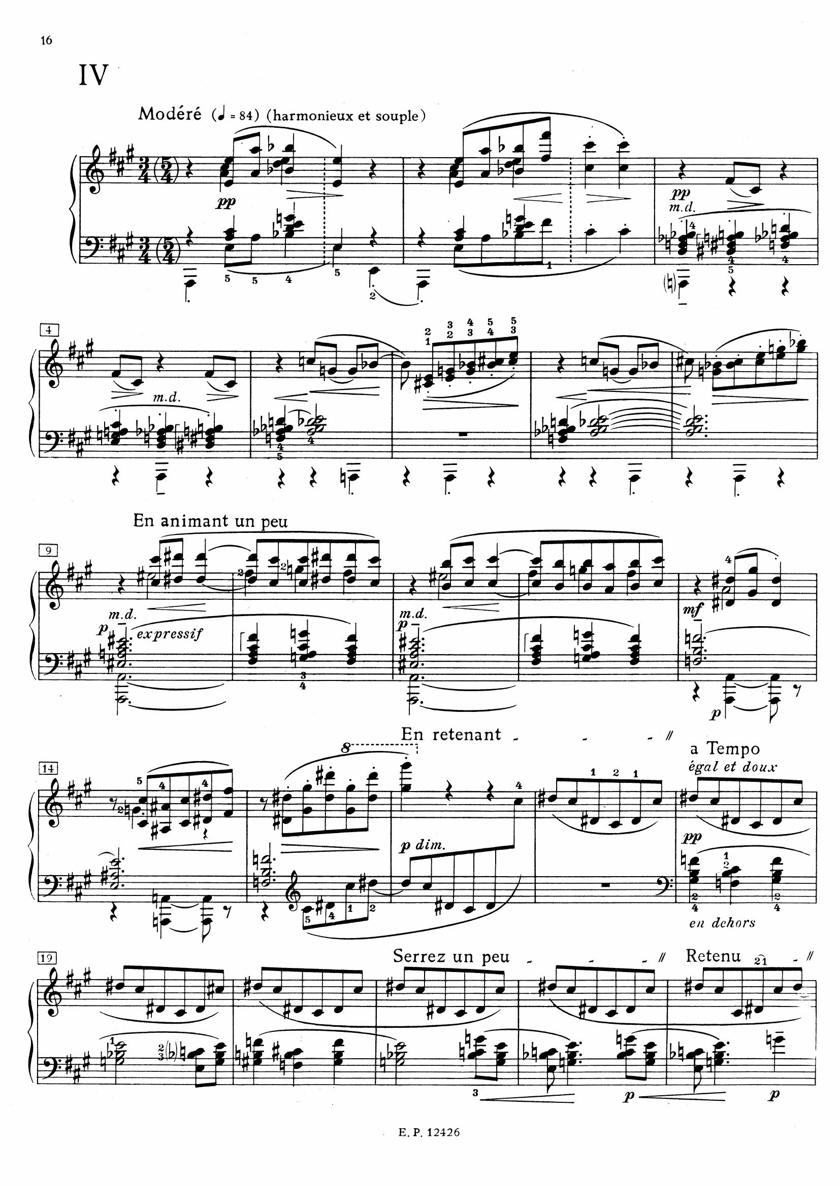 16
IV
Modéré (♩ = 84) (harmonieux et souple)
pp
pp
m.d.
4
m.d.
En animant un peu
9
m.d.
p
expressif
m.d.
p
mf
p
En retenant - - - //
14
8
a Tempo
égal et doux
p dim.
pp
en dehors
Serrez un peu - - - // Retenu - //
19
p
p
E. P. 12426